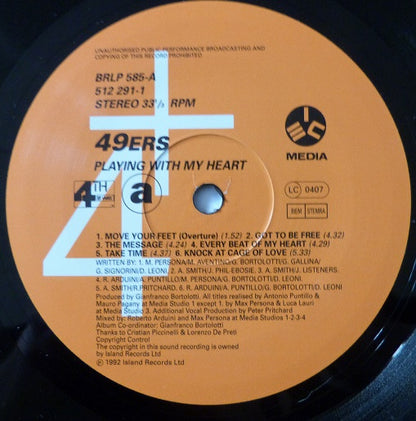 UNAUTHORISED PUBLIC PERFORMANCE BROADCASTING AND
COPYING OF THIS RECORD PROHIBITED.
BRLP 585-A
512 291-1
STEREO 33⅓ RPM
49ERS
PLAYING WITH MY HEART
MEDIA
4TH
a
LC 0407
BIEM STEMRA
1. MOVE YOUR FEET (Overture) (1.52) 2. GOT TO BE FREE (4.32)
3. THE MESSAGE (4.24) 4. EVERY BEAT OF MY HEART (4.29)
5. TAKE TIME (4.37) 6. KNOCK AT CAGE OF LOVE (5.33)
WRITTEN BY: 1. M. PERSONA/M. AVENTINO/G. BORTOLOTTI/G. GALLINA/
G. SIGNORINI/D. LEONI. 2. A. SMITH/J. PHIL-EBOSIE. 3. A. SMITH/J. LISTENERS.
4. R. ARDUINI/A. PUNTILLO/M. PERSONA/G. BORTOLOTTI/D. LEONI
5. A. SMITH/R.PRITCHARD. 6. R. ARDUINI/A. PUNTILLO/G. BORTOLOTTI/D. LEONI
Produced by Gianfranco Bortolotti. All titles realised by Antonio Puntillo &
Mauro Pagany at Media Studio 1 except 1. by Max Persona & Luca Lauri
at Media Studio 3. Additional Vocal Production by Peter Pritchard
Mixed by: Roberto Arduini and Max Persona at Media Studios 1-2-3-4
Album Co-ordinator: Gianfranco Bortolotti
Thanks to Cristian Piccinelli & Lorenzo De Preti
Copyright Control
The copyright in this sound recording is owned
by Island Records Ltd
℗ 1992 Island Records Ltd